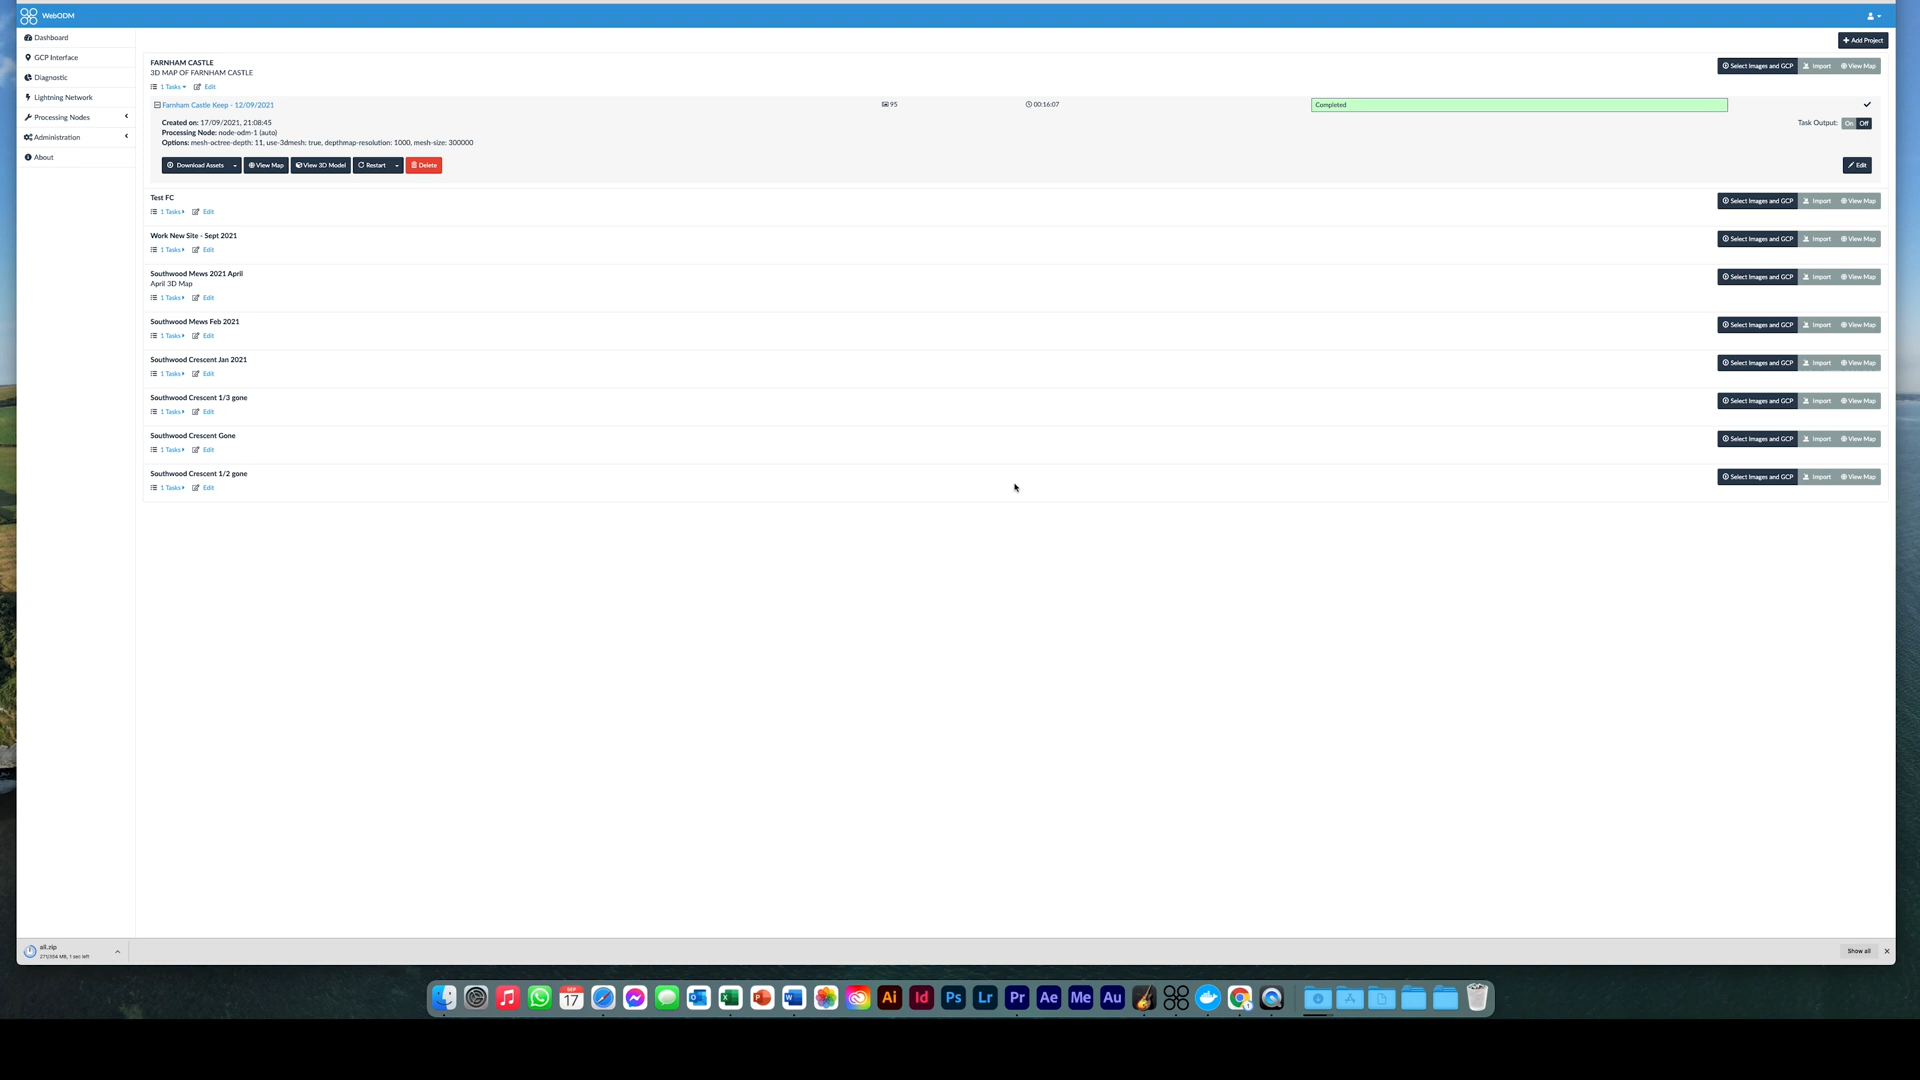 WebODM
Dashboard
GCP Interface
Diagnostic
Lightning Network
Processing Nodes
Administration
About
Add Project
FARNHAM CASTLE
3D MAP OF FARNHAM CASTLE
1 Tasks Edit
Select Images and GCP Import View Map
Farnham Castle Keep - 12/09/2021 95 00:16:07 Completed
Created on: 17/09/2021, 21:08:45
Task Output: On Off
Processing Node: node-odm-1 (auto)
Options: mesh-octree-depth: 11, use-3dmesh: true, depthmap-resolution: 1000, mesh-size: 300000
Download Assets View Map View 3D Model Restart Delete Edit
Test FC
1 Tasks Edit
Select Images and GCP Import View Map
Work New Site - Sept 2021
1 Tasks Edit
Select Images and GCP Import View Map
Southwood Mews 2021 April
April 3D Map
1 Tasks Edit
Select Images and GCP Import View Map
Southwood Mews Feb 2021
1 Tasks Edit
Select Images and GCP Import View Map
Southwood Crescent Jan 2021
1 Tasks Edit
Select Images and GCP Import View Map
Southwood Crescent 1/3 gone
1 Tasks Edit
Select Images and GCP Import View Map
Southwood Crescent Gone
1 Tasks Edit
Select Images and GCP Import View Map
Southwood Crescent 1/2 gone
1 Tasks Edit
Select Images and GCP Import View Map
all.zip
1 sec left
Show all
SEP
17
Ai Id Ps Lr Pr Ae Me Au